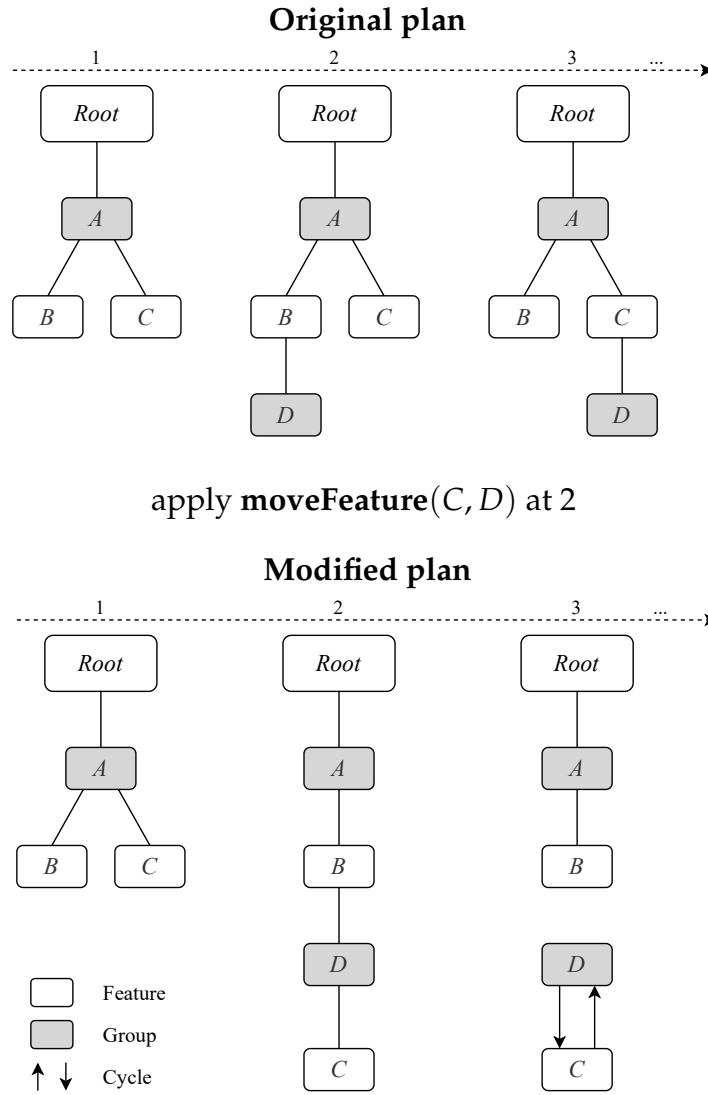 Original plan
1 2 3 ...
Root Root Root
A A A
B C B C B C
D D
apply moveFeature(C, D) at 2
Modified plan
1 2 3 ...
Root Root Root
A A A
B C B B
D D
Feature
Group
C C
Cycle